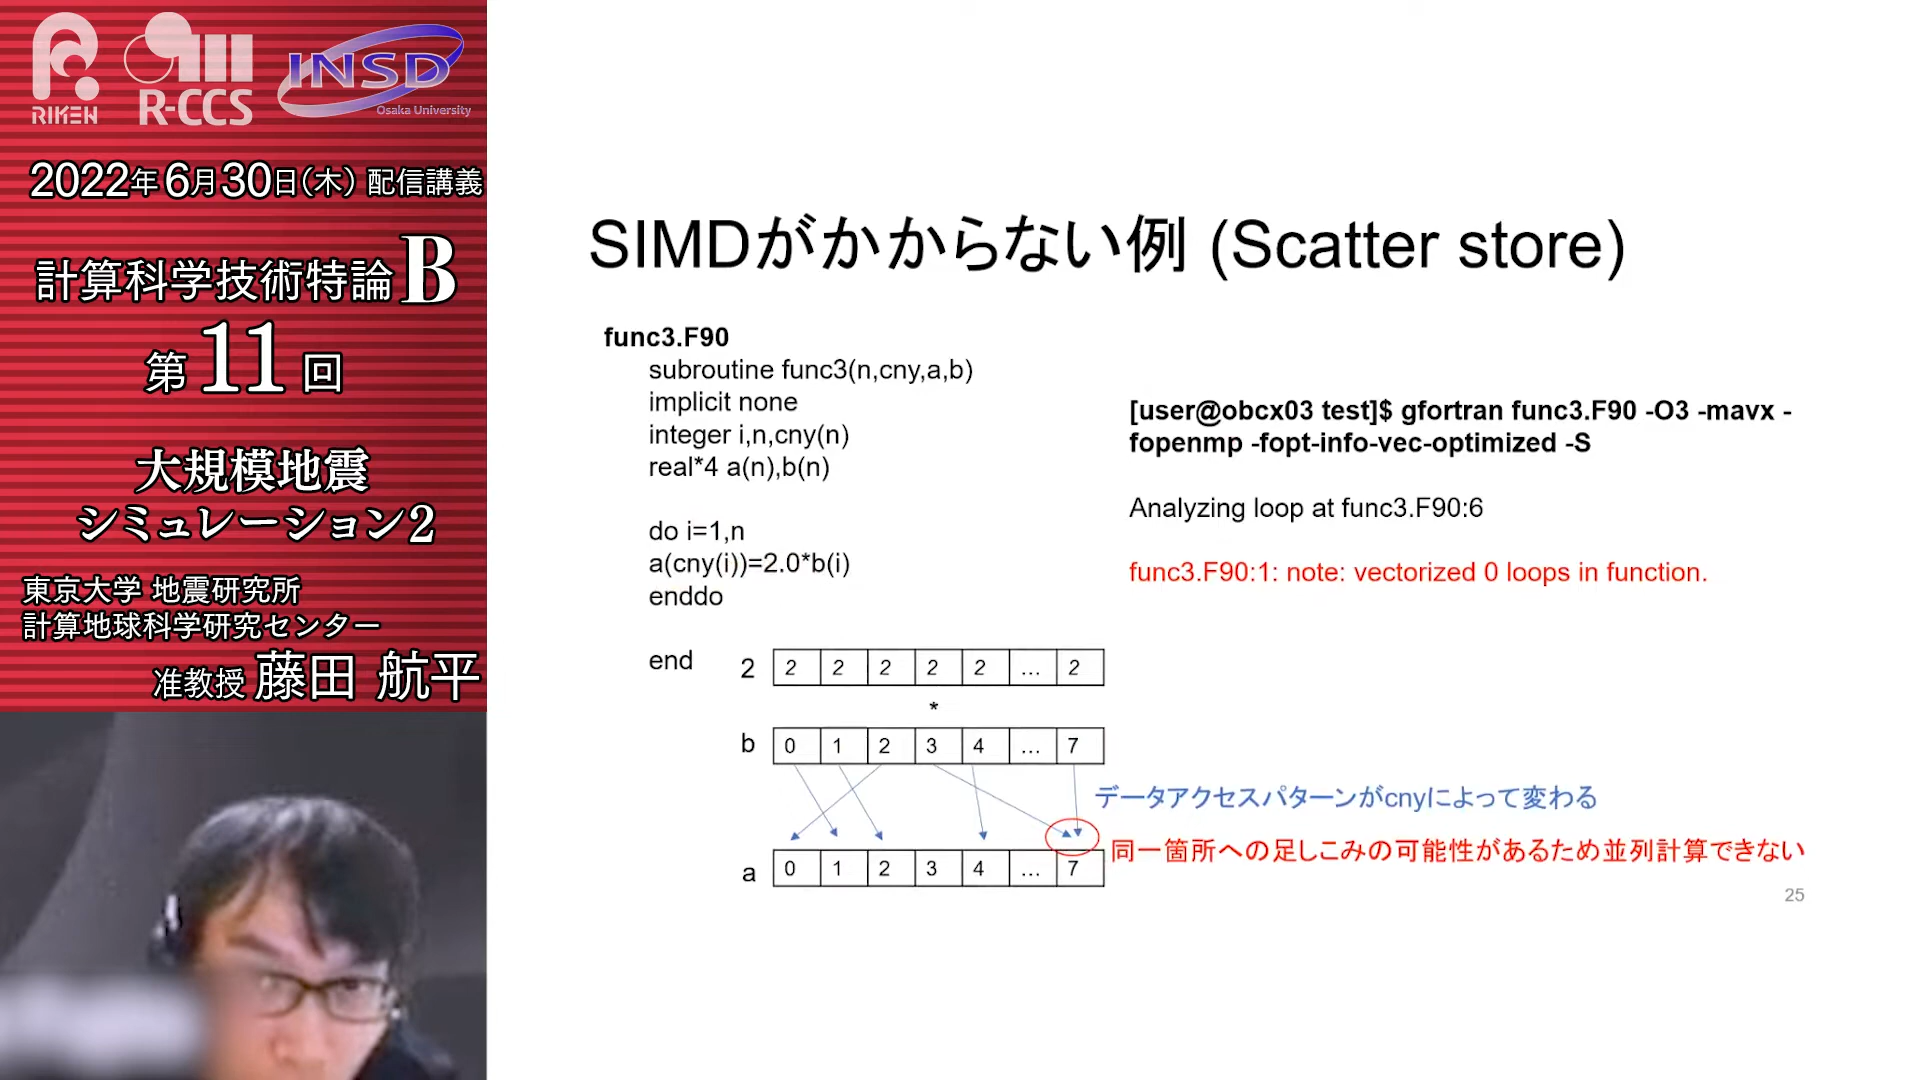 RIKEN
R-CCS
INSD
Osaka University
2022年6月30日(木) 配信講義
計算科学技術特論B
第11回
大規模地震
シミュレーション2
東京大学 地震研究所
計算地球科学研究センター
准教授 藤田 航平
SIMDがかからない例 (Scatter store)
func3.F90
subroutine func3(n,cny,a,b)
implicit none
integer i,n,cny(n)
real*4 a(n),b(n)
do i=1,n
a(cny(i))=2.0*b(i)
enddo
end
[user@obcx03 test]$ gfortran func3.F90 -O3 -mavx -
fopenmp -fopt-info-vec-optimized -S
Analyzing loop at func3.F90:6
func3.F90:1: note: vectorized 0 loops in function.
2 2 2 2 2 2 … 2
*
b 0 1 2 3 4 … 7
データアクセスパターンがcnyによって変わる
同一箇所への足しこみの可能性があるため並列計算できない
a 0 1 2 3 4 … 7
25